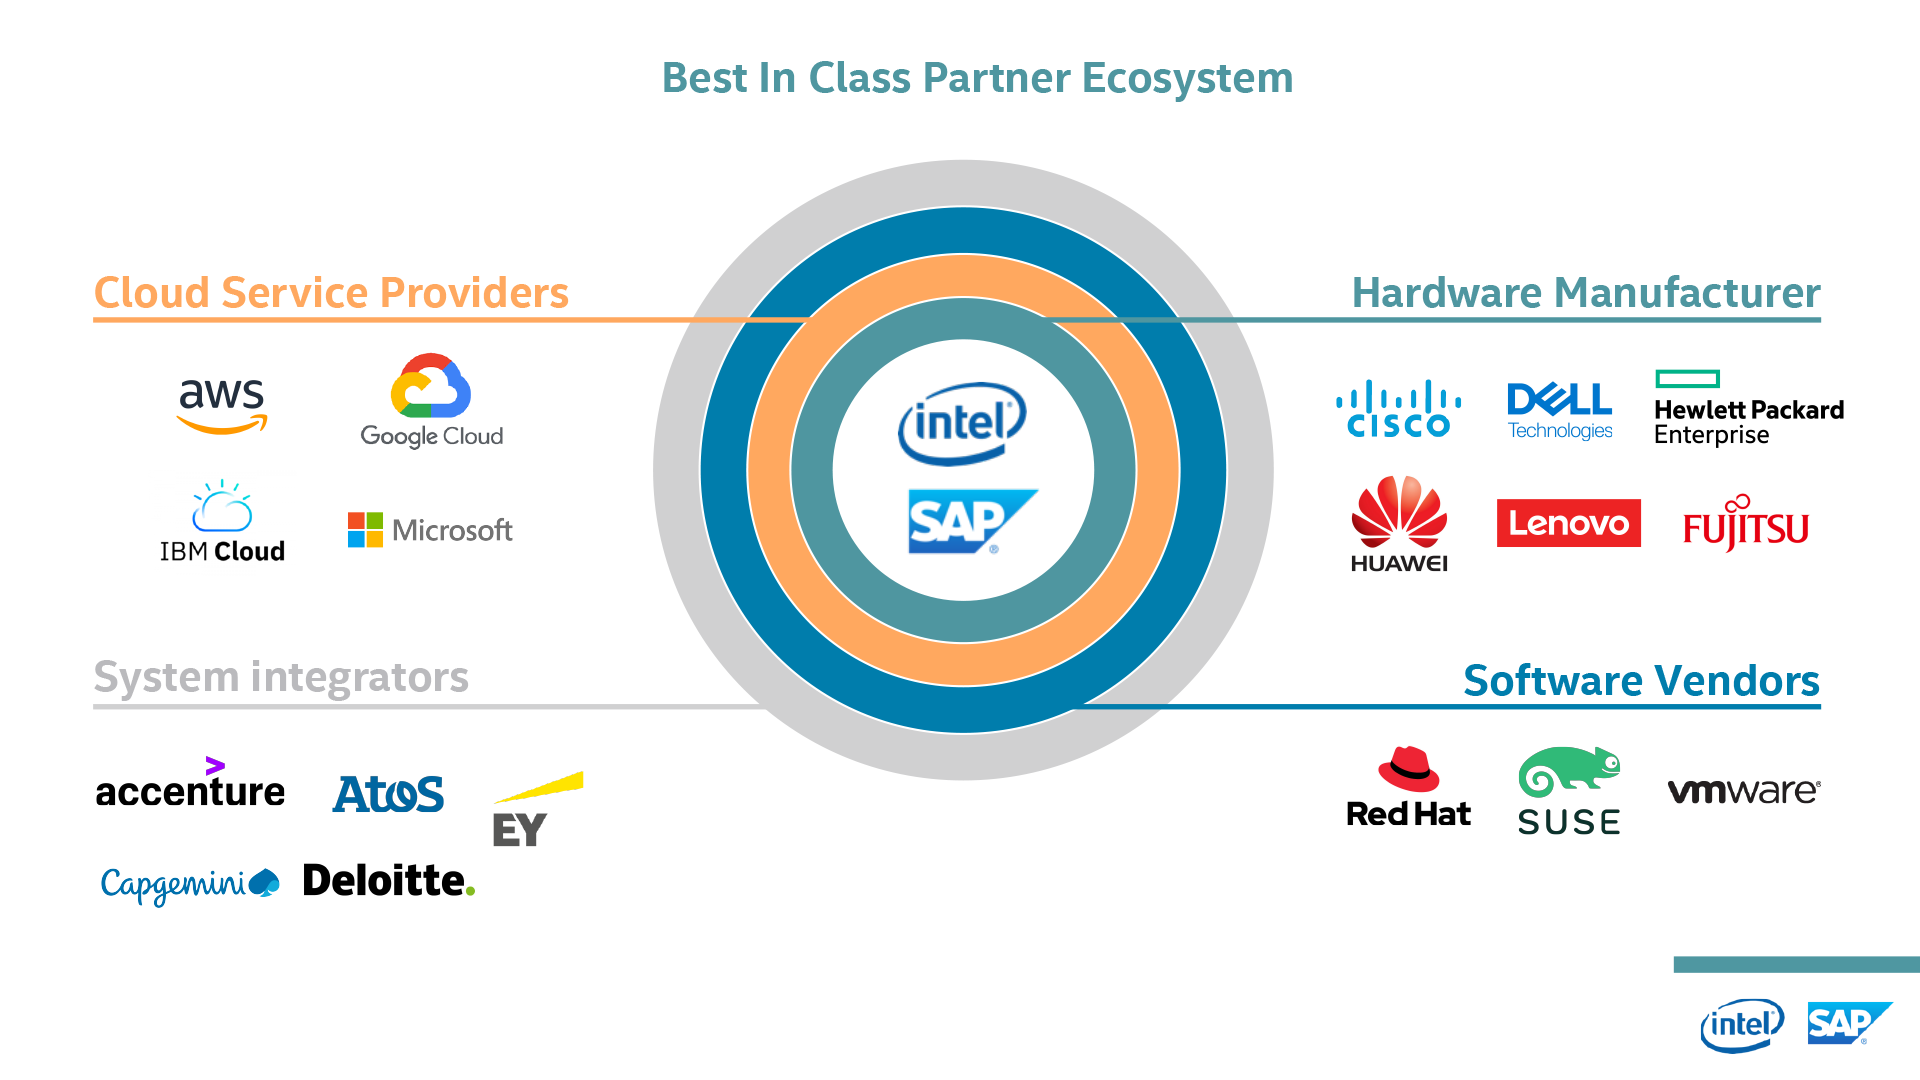 Best In Class Partner Ecosystem
Cloud Service Providers
aws
Google Cloud
IBM Cloud
Microsoft
System integrators
accenture
Atos
EY
Capgemini
Deloitte.
intel®
SAP®
Hardware Manufacturer
CISCO
DELL
Technologies
Hewlett Packard
Enterprise
HUAWEI
Lenovo
FUJITSU
Software Vendors
Red Hat
SUSE
vmware®
intel®
SAP®